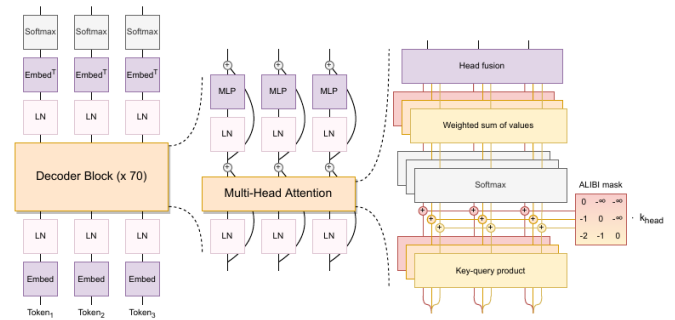 Softmax Softmax Softmax
Embed^T Embed^T Embed^T
LN LN LN
Decoder Block (x 70)
LN LN LN
Embed Embed Embed
Token₁ Token₂ Token₃
MLP MLP MLP
LN LN LN
Multi-Head Attention
LN LN LN
Head fusion
Weighted sum of values
Softmax
Key-query product
ALIBI mask
0 -∞ -∞
-1 0 -∞
-2 -1 0
· k_head